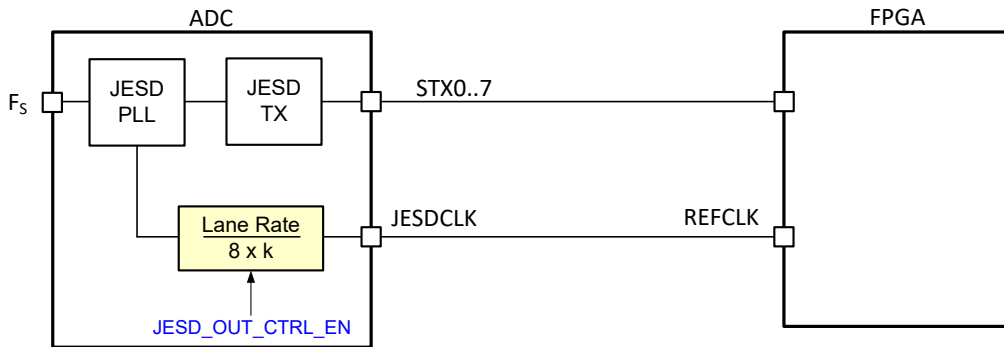 ADC
FPGA
JESD
PLL
JESD
TX
FS
STX0..7
Lane Rate
8 x k
JESDCLK
REFCLK
JESD_OUT_CTRL_EN